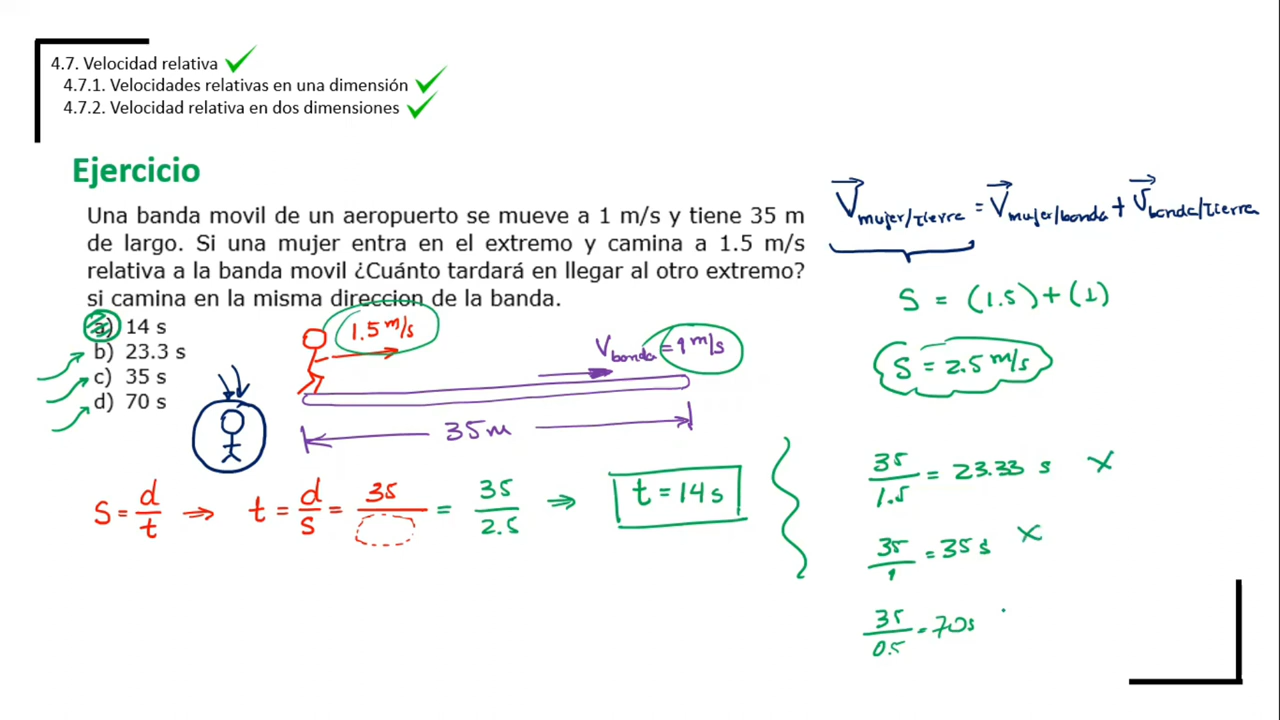 4.7. Velocidad relativa
4.7.1. Velocidades relativas en una dimensión
4.7.2. Velocidad relativa en dos dimensiones
Ejercicio
Una banda movil de un aeropuerto se mueve a 1 m/s y tiene 35 m
de largo. Si una mujer entra en el extremo y camina a 1.5 m/s
relativa a la banda movil ¿Cuánto tardará en llegar al otro extremo?
si camina en la misma direccion de la banda.
a) 14 s
b) 23.3 s
c) 35 s
d) 70 s
1.5 m/s
V banda = 1 m/s
35 m
S = d/t ⇒ t = d/s = 35/ = 35/2.5 ⇒ t = 14 s
V mujer/tierra = V mujer/banda + V banda/tierra
S = (1.5) + (1)
S = 2.5 m/s
35/1.5 = 23.33 s X
35/1 = 35 s X
35/0.5 = 70 s